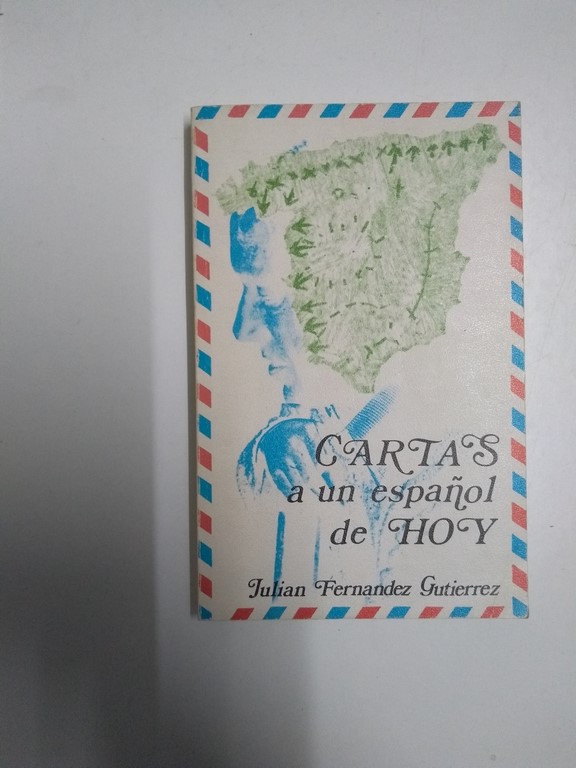 CARTAS
a un español
de HOY
Julian Fernandez Gutierrez